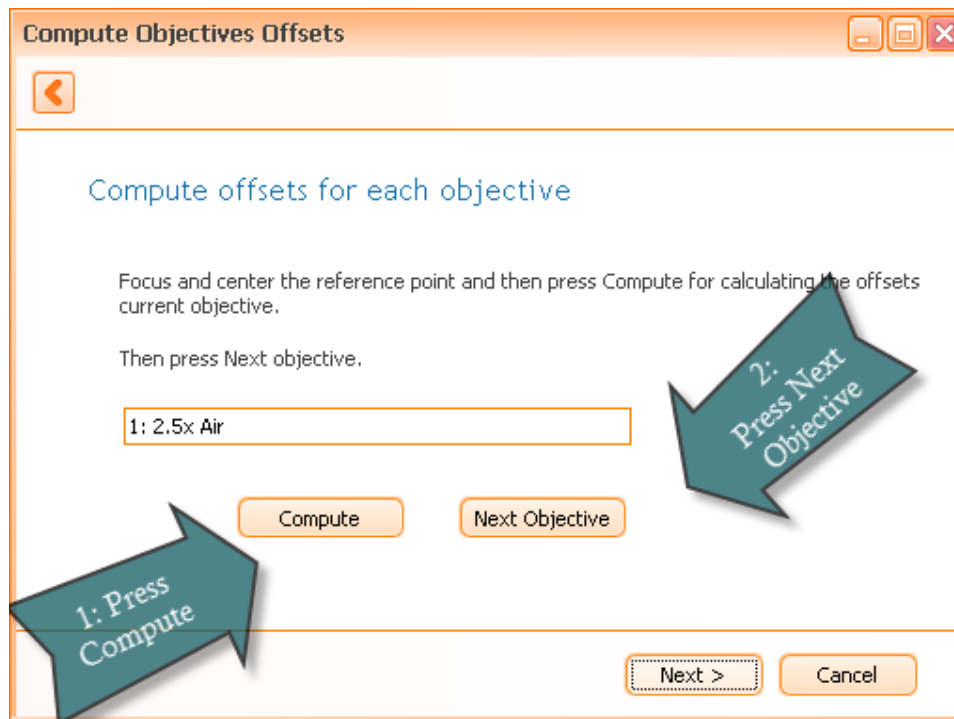 Compute Objectives Offsets
Compute offsets for each objective
Focus and center the reference point and then press Compute for calculating the offsets
current objective.
Then press Next objective.
2:
Press Next
Objective
1: 2.5x Air
Compute
Next Objective
1: Press
Compute
Next >
Cancel